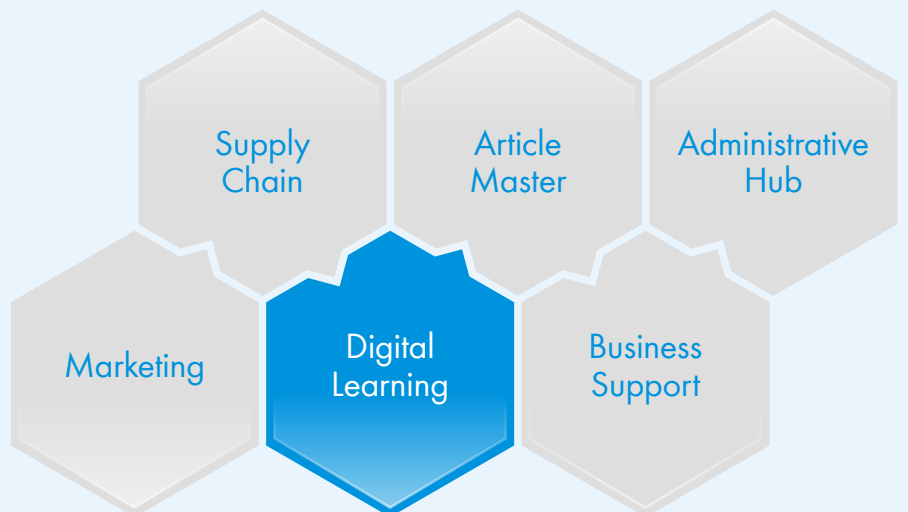 Supply
Chain
Article
Master
Administrative
Hub
Marketing
Digital
Learning
Business
Support